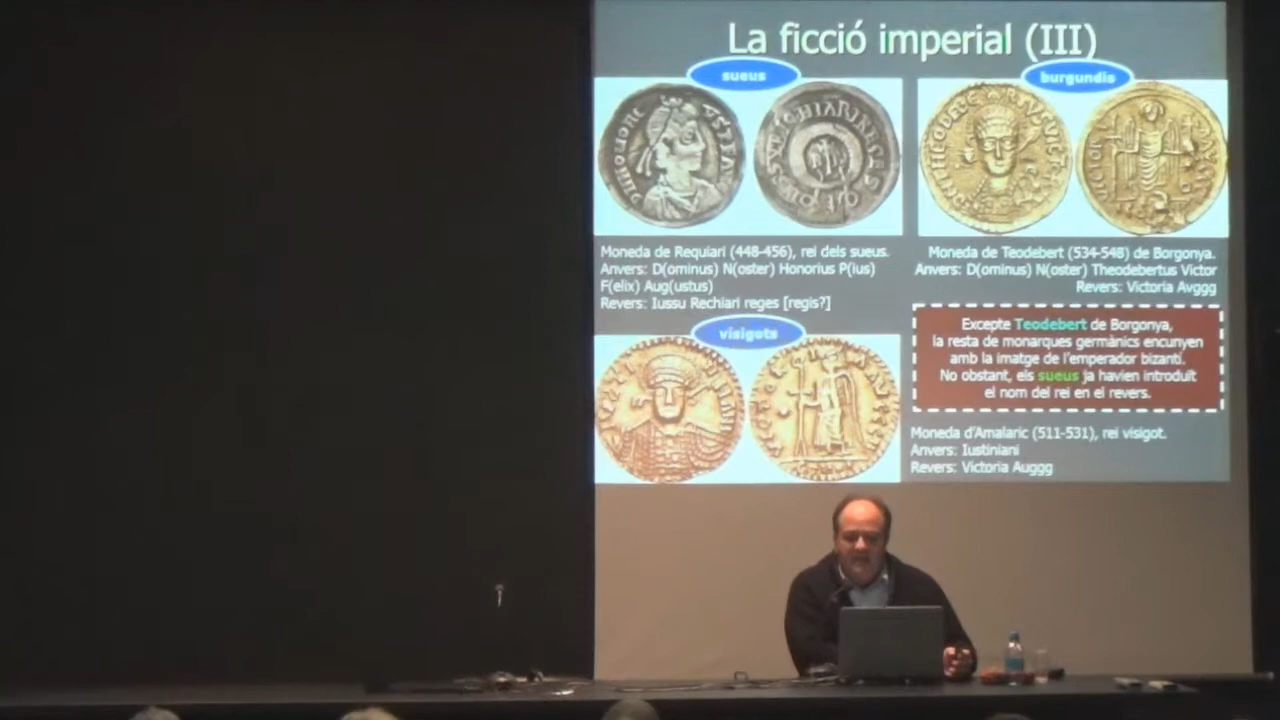 La ficció imperial (III)
sueus
burgundis
Moneda de Requiari (448-456), rei dels sueus.
Anvers: D(ominus) N(oster) Honorius P(ius)
F(elix) Aug(ustus)
Revers: Iussu Rechiari reges [regis?]
Moneda de Teodebert (534-548) de Borgonya.
Anvers: D(ominus) N(oster) Theodebertus Victor
Revers: Victoria Avggg
visigots
Excepte Teodebert de Borgonya,
la resta de monarques germànics encunyen
amb la imatge de l'emperador bizantí.
No obstant, els sueus ja havien introduït
el nom del rei en el revers.
Moneda d'Amalaric (511-531), rei visigot.
Anvers: Iustiniani
Revers: Victoria Auggg